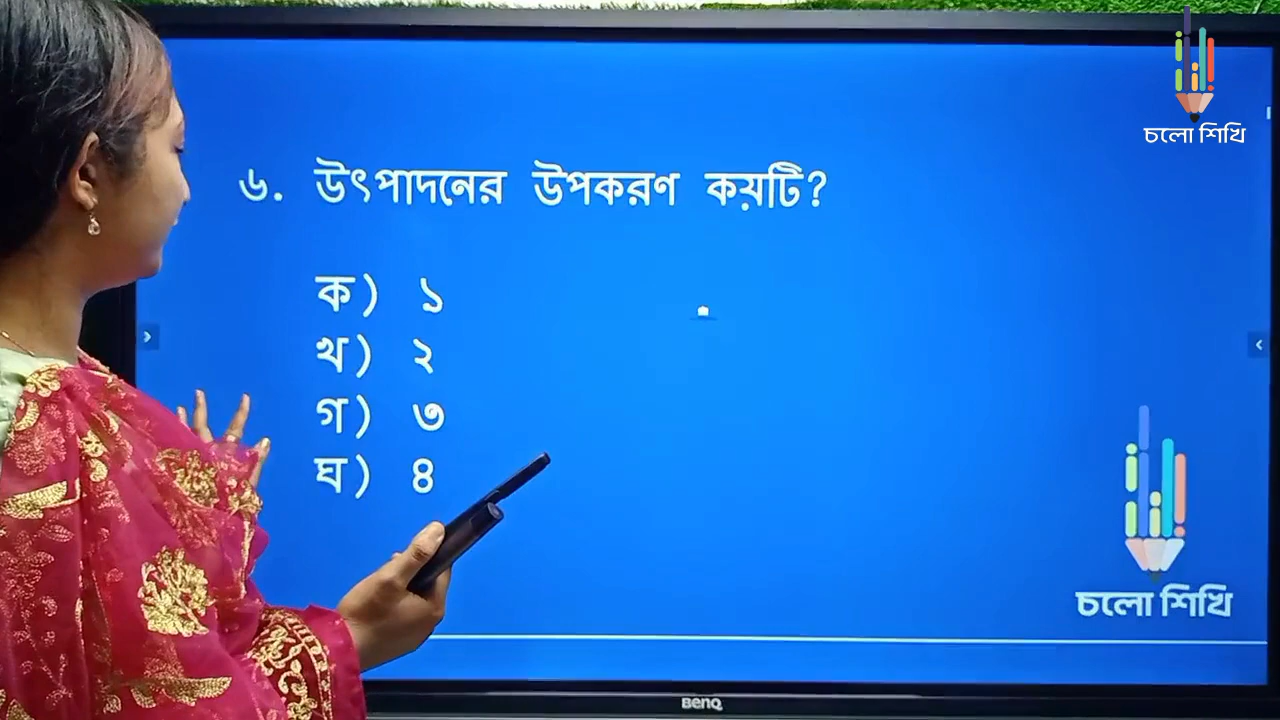 চলো শিখি
৬. উৎপাদনের উপকরণ কয়টি?
ক) ১
খ) ২
গ) ৩
ঘ) ৪
চলো শিখি
BenQ